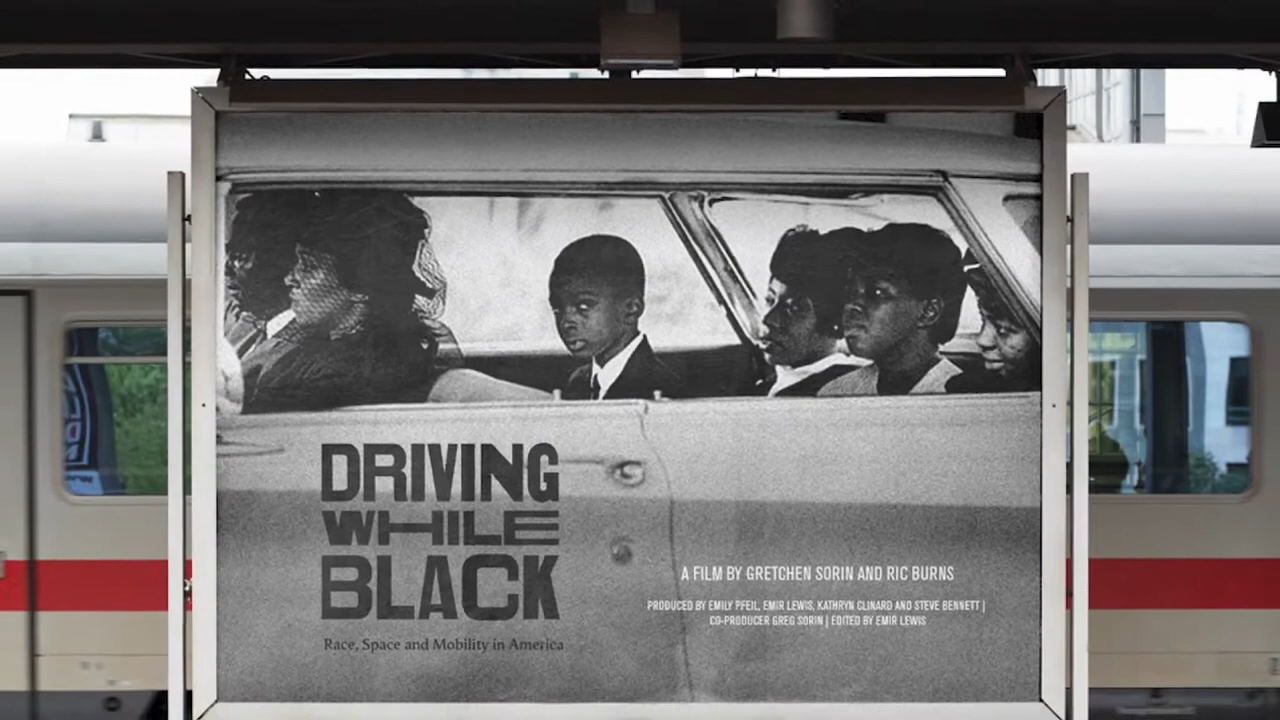 DRIVING
WHILE
BLACK
Race, Space and Mobility in America
A FILM BY GRETCHEN SORIN AND RIC BURNS
PRODUCED BY EMILY PFEIL, EMIR LEWIS, KATHRYN CLINARD AND STEVE BENNETT |
CO-PRODUCER GREG SORIN | EDITED BY EMIR LEWIS